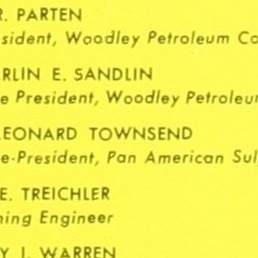 R. PARTEN
sident, Woodley Petroleum Co
RLIN E. SANDLIN
e President, Woodley Petroleu
LEONARD TOWNSEND
e-President, Pan American Sul
E. TREICHLER
ning Engineer
Y J. WARREN